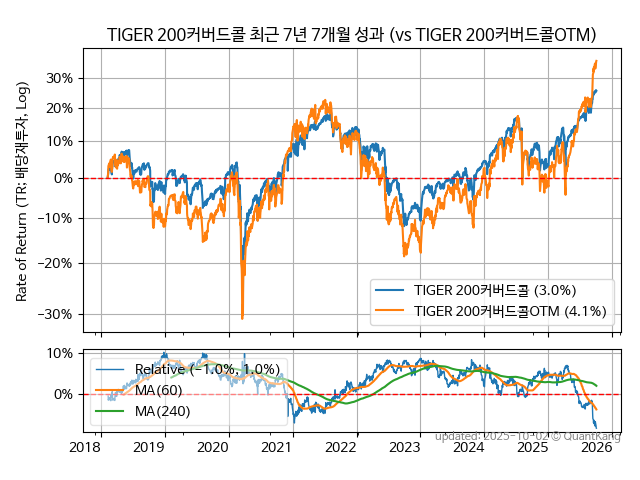 TIGER 200커버드콜 최근 7년 7개월 성과 (vs TIGER 200커버드콜OTM)
Rate of Return (TR: 배당재투자, Log)
30%
20%
10%
0%
−10%
−20%
−30%
TIGER 200커버드콜 (3.0%)
TIGER 200커버드콜OTM (4.1%)
10%
0%
Relative (−1.0%, 1.0%)
MA(60)
MA(240)
2018 2019 2020 2021 2022 2023 2024 2025 2026
updated: 2025-10-02 © QuantKang